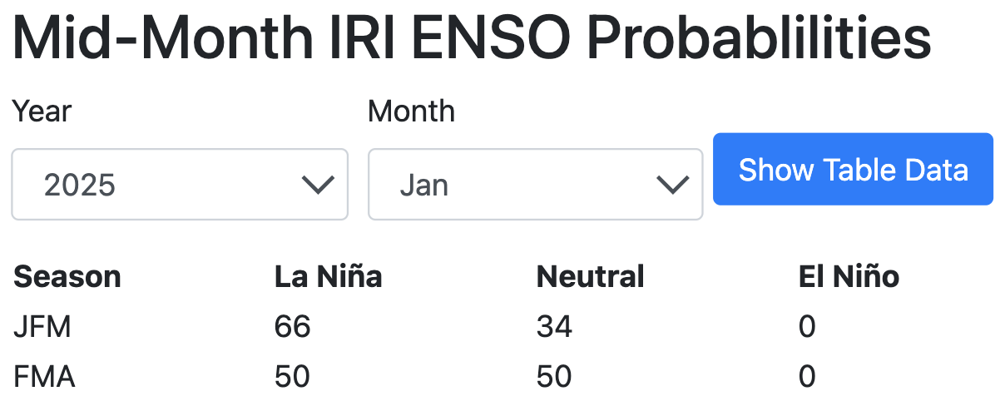 Mid-Month IRI ENSO Probablilities
Year Month
2025 Jan Show Table Data
Season La Niña Neutral El Niño
JFM 66 34 0
FMA 50 50 0